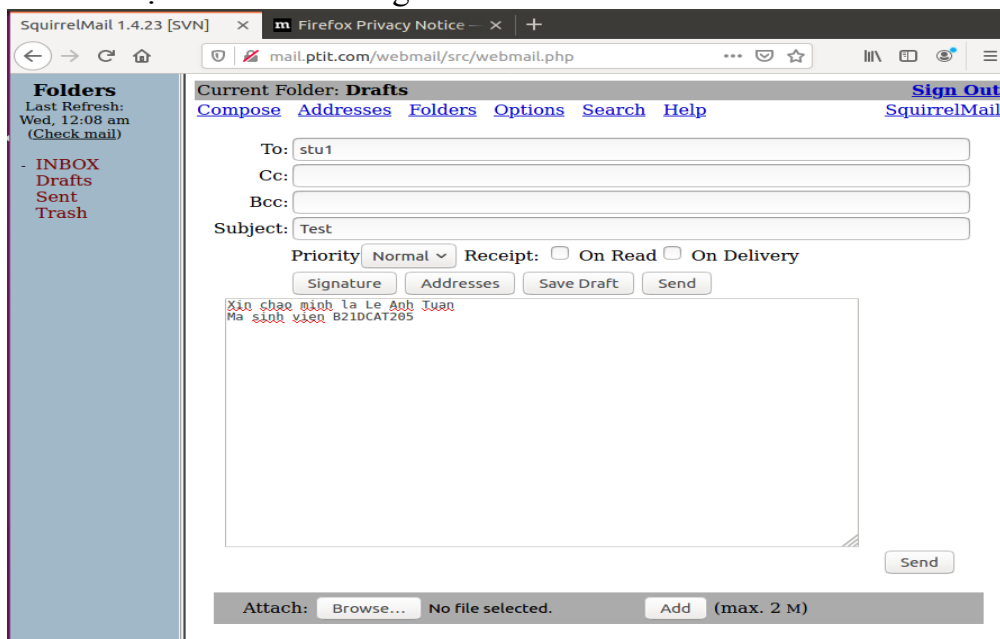 SquirrelMail 1.4.23 [SVN] × m Firefox Privacy Notice — × +
mail.ptit.com/webmail/src/webmail.php
Folders
Last Refresh:
Wed, 12:08 am
(Check mail)
- INBOX
Drafts
Sent
Trash
Current Folder: Drafts Sign Out
Compose Addresses Folders Options Search Help SquirrelMail
To: stu1
Cc:
Bcc:
Subject: Test
Priority Normal Receipt: On Read On Delivery
Signature Addresses Save Draft Send
Xin chao minh la Le Anh Tuan
Ma sinh vien B21DCAT205
Send
Attach: Browse... No file selected. Add (max. 2 M)